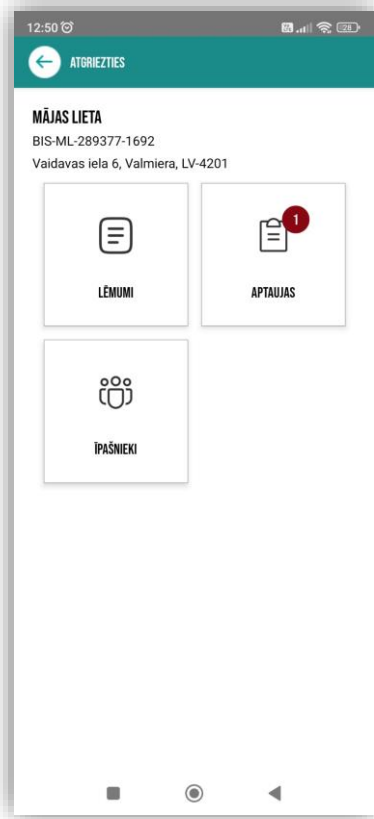 12:50
28
ATGRIEZTIES
MĀJAS LIETA
BIS-ML-289377-1692
Vaidavas iela 6, Valmiera, LV-4201
1
LĒMUMI
APTAUJAS
ĪPAŠNIEKI